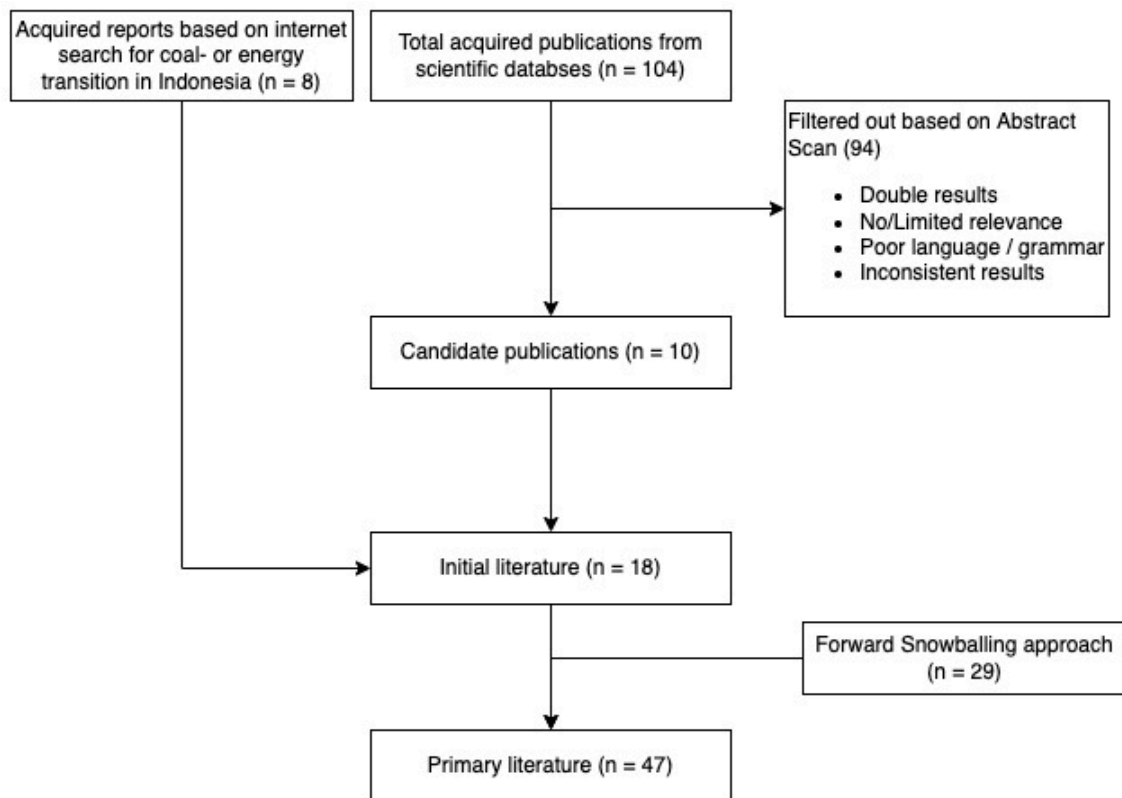 Acquired reports based on internet
search for coal- or energy
transition in Indonesia (n = 8)
Total acquired publications from
scientific databses (n = 104)
Filtered out based on Abstract
Scan (94)
• Double results
• No/Limited relevance
• Poor language / grammar
• Inconsistent results
Candidate publications (n = 10)
Initial literature (n = 18)
Forward Snowballing approach
(n = 29)
Primary literature (n = 47)